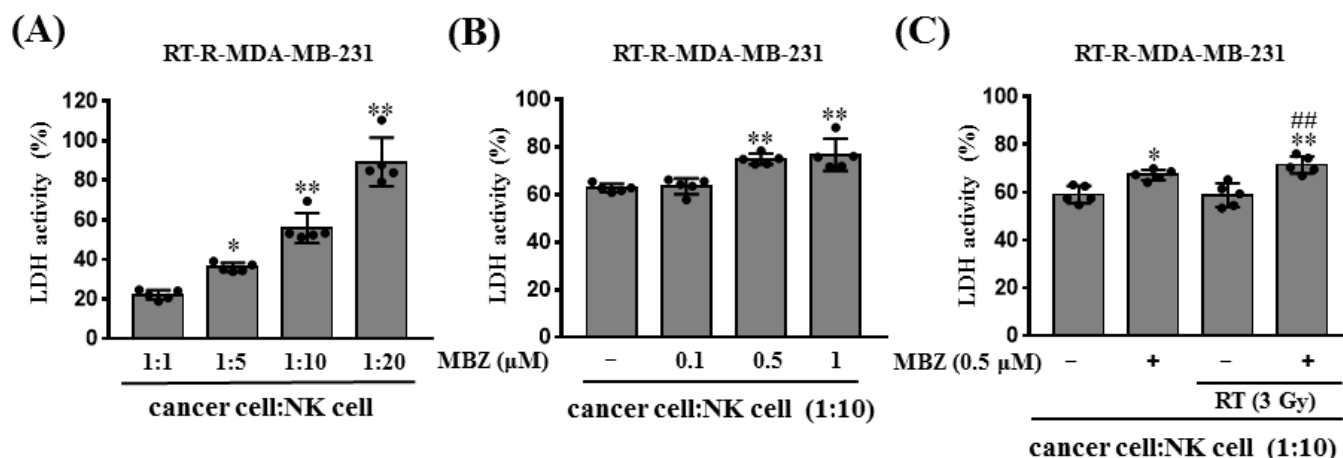 (A)
RT-R-MDA-MB-231
LDH activity (%)
120
100
80
60
40
20
0
*
**
**
1:1 1:5 1:10 1:20
cancer cell:NK cell
(B)
RT-R-MDA-MB-231
LDH activity (%)
100
80
60
40
20
0
**
**
MBZ (μM) – 0.1 0.5 1
cancer cell:NK cell (1:10)
(C)
RT-R-MDA-MB-231
LDH activity (%)
100
80
60
40
20
0
*
##
**
MBZ (0.5 μM) – + – +
RT (3 Gy)
cancer cell:NK cell (1:10)